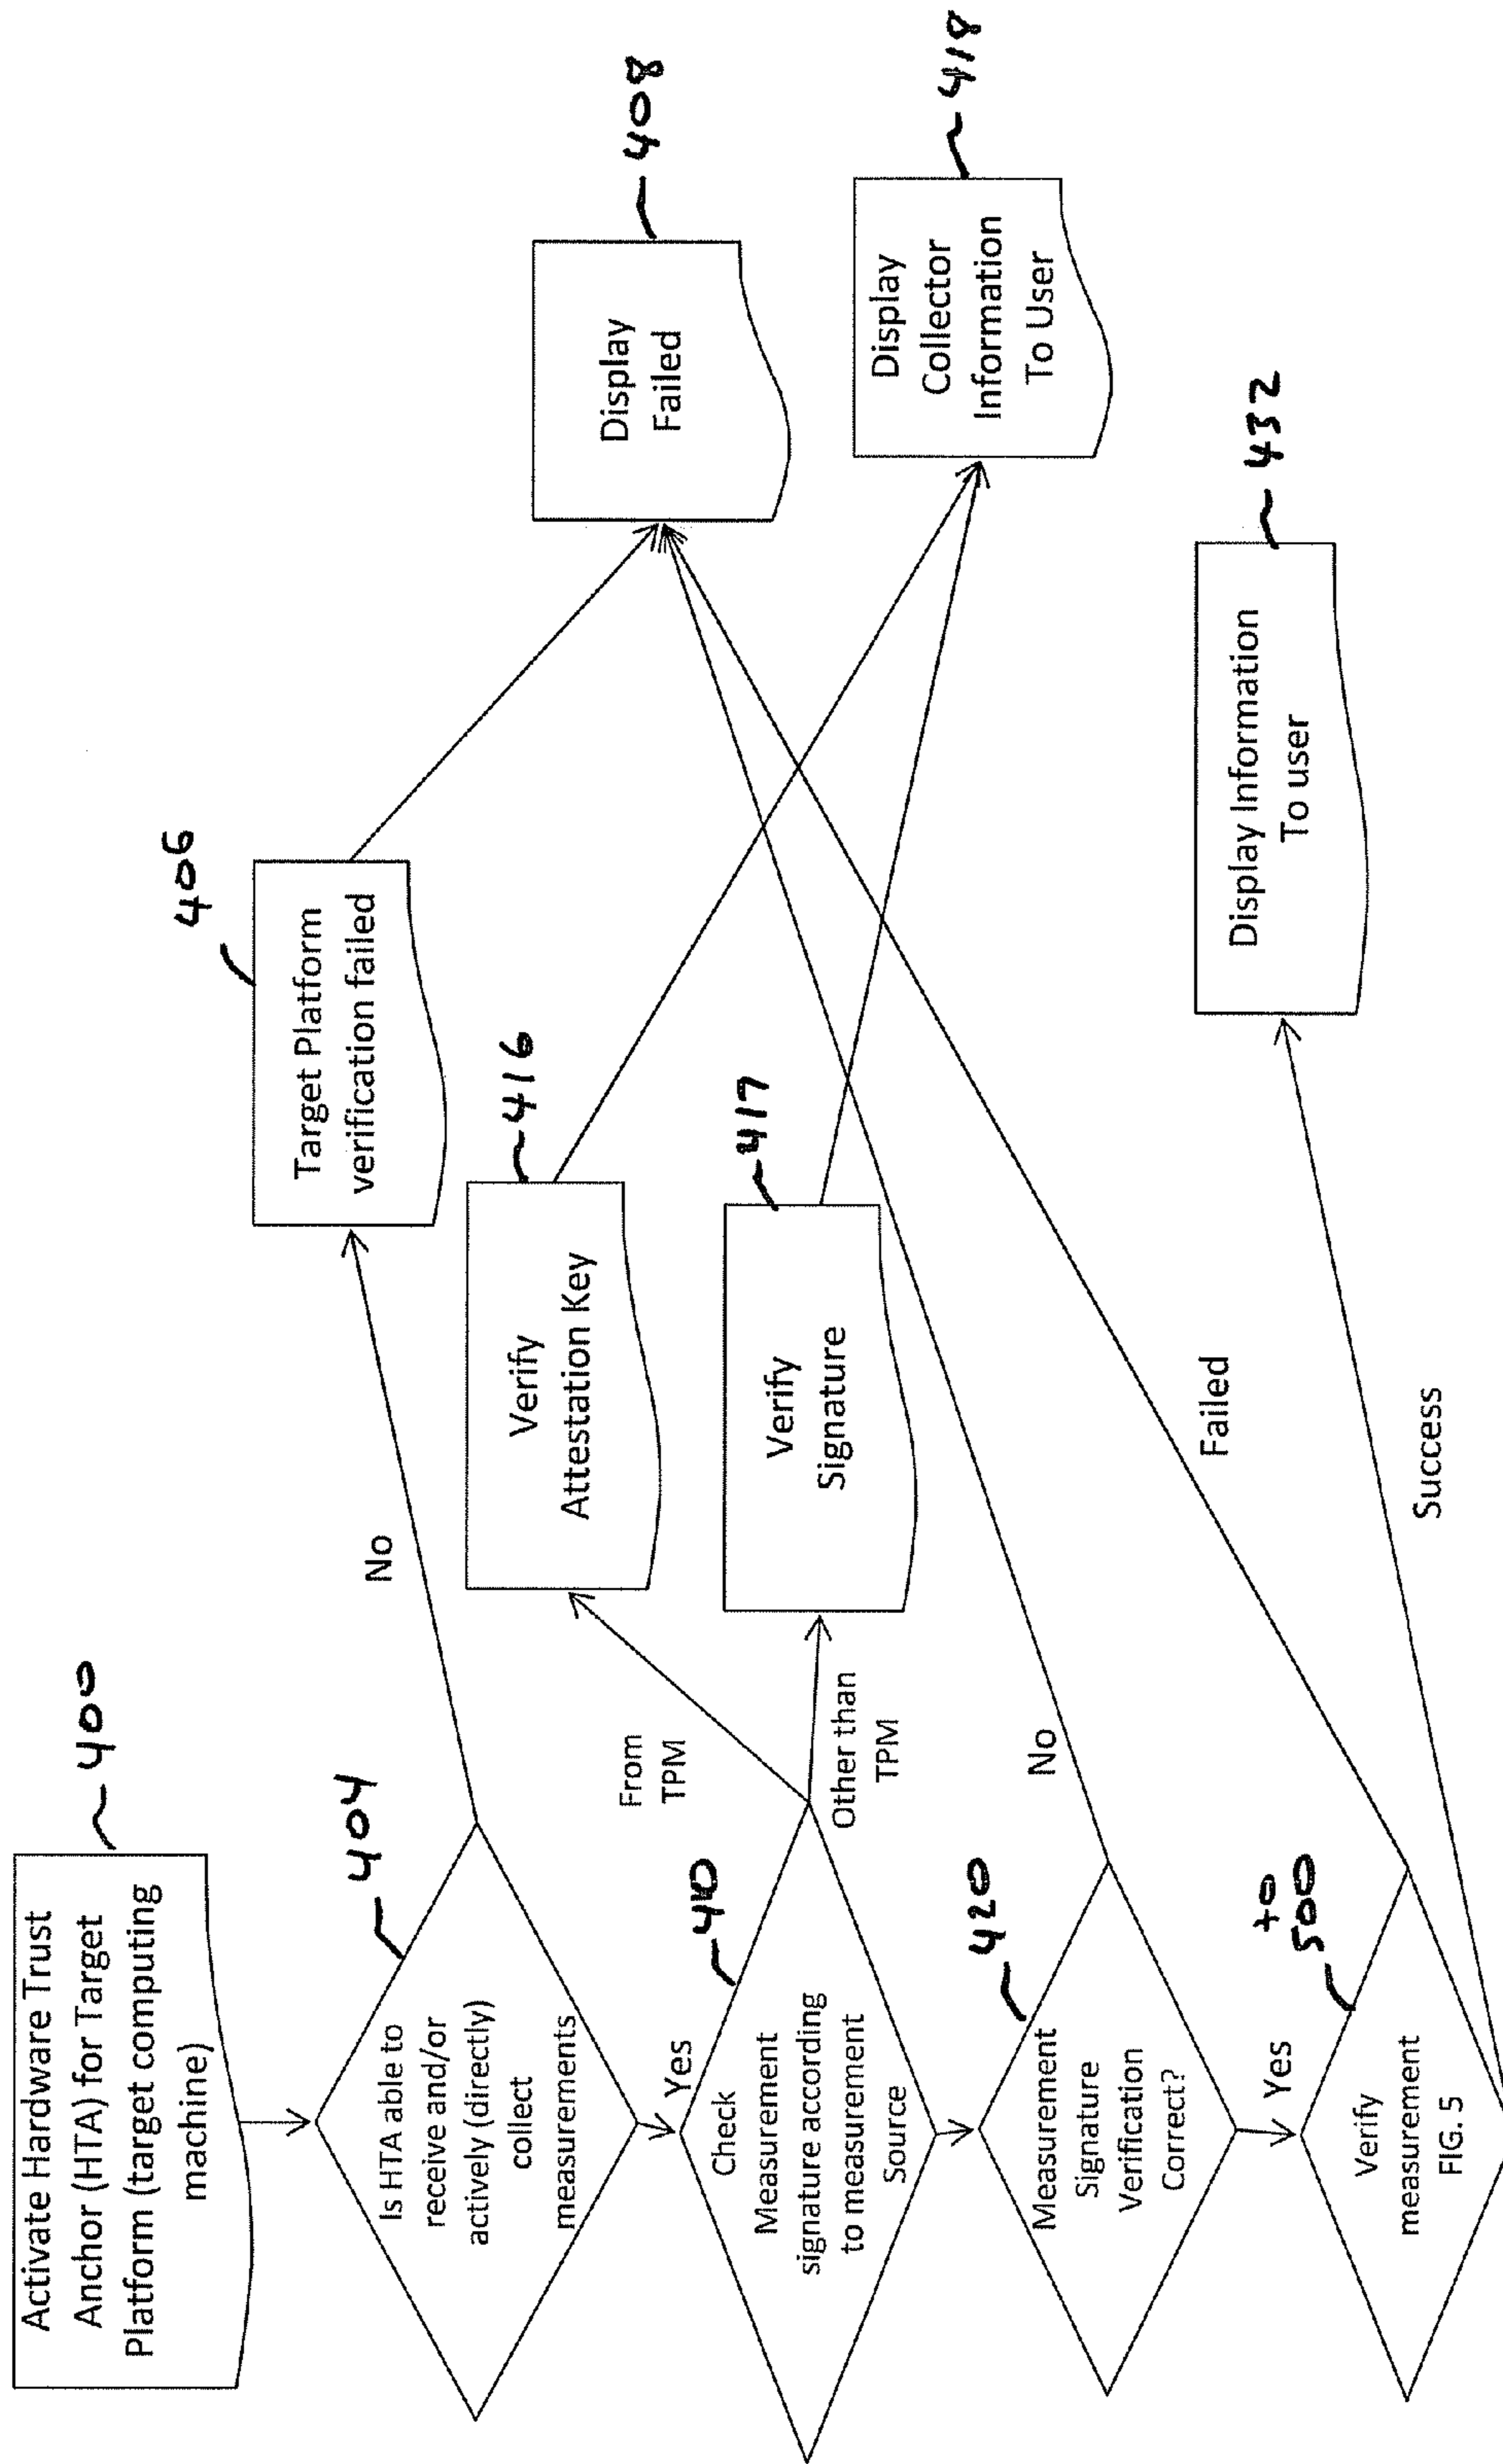 Activate Hardware Trust
Anchor (HTA) for Target
Platform (target computing
machine)
400
Is HTA able to
receive and/or
actively (directly)
collect
measurements
404
No
Target Platform
verification failed
406
Display
Failed
408
Yes
Check
Measurement
signature according
to measurement
Source
410
From
TPM
Verify
Attestation Key
416
Other than
TPM
Verify
Signature
417
Display
Collector
Information
To User
418
Measurement
Signature
Verification
Correct?
420
No
Yes
Verify
measurement
FIG. 5
to
500
Failed
Success
Display Information
To user
432